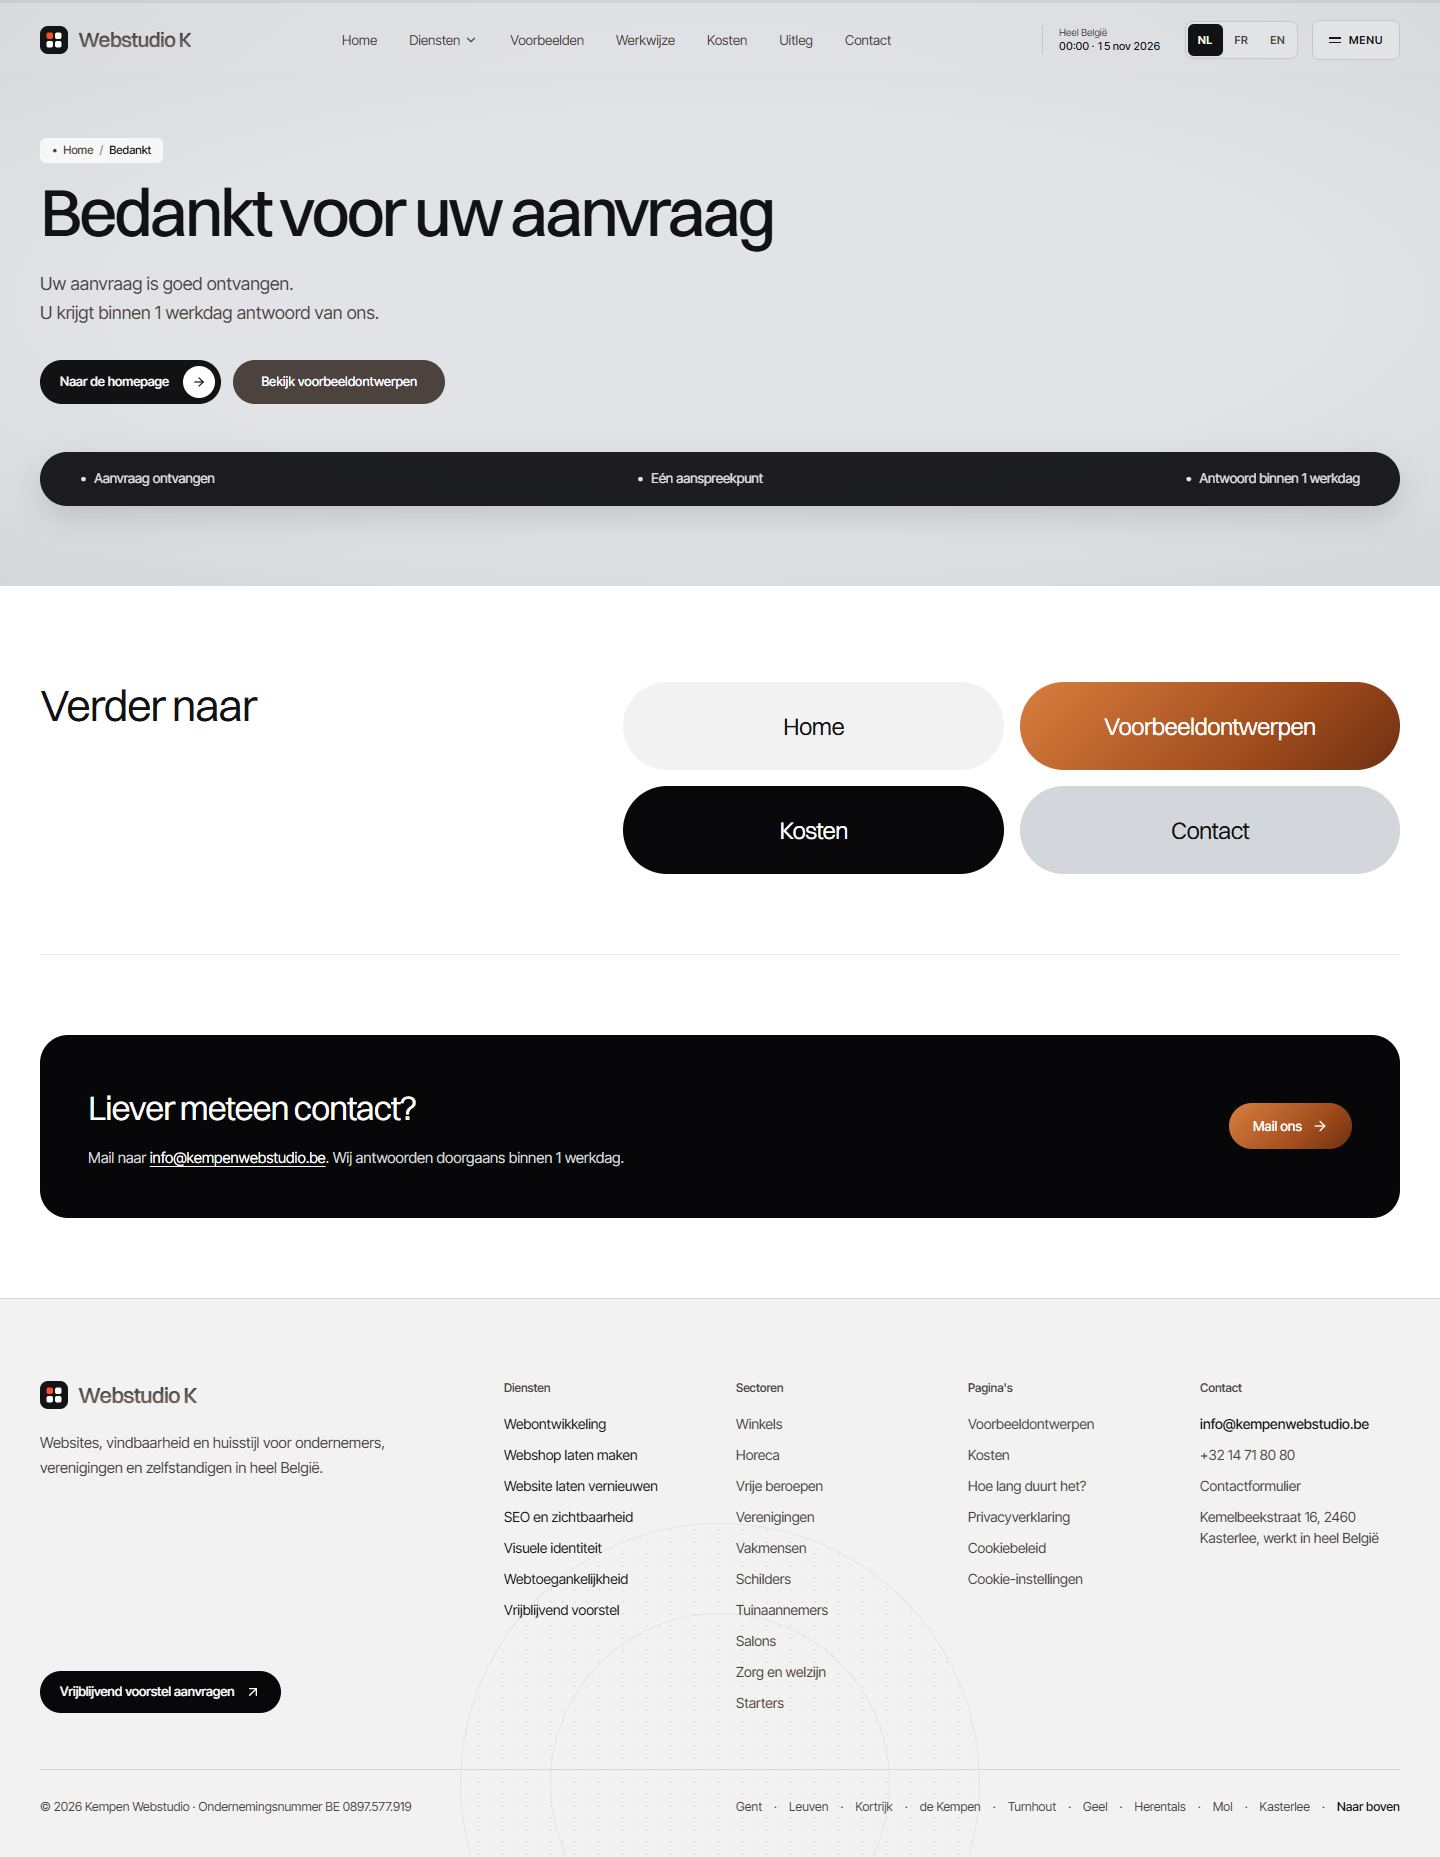 Webstudio K
Home
Diensten
Voorbeelden
Werkwijze
Kosten
Uitleg
Contact
Heel België
00:00 · 15 nov 2026
NL
FR
EN
MENU
• Home / Bedankt
Bedankt voor uw aanvraag
Uw aanvraag is goed ontvangen.
U krijgt binnen 1 werkdag antwoord van ons.
Naar de homepage
Bekijk voorbeeldontwerpen
• Aanvraag ontvangen
• Eén aanspreekpunt
• Antwoord binnen 1 werkdag
Verder naar
Home
Voorbeeldontwerpen
Kosten
Contact
Liever meteen contact?
Mail naar info@kempenwebstudio.be. Wij antwoorden doorgaans binnen 1 werkdag.
Mail ons
Webstudio K
Websites, vindbaarheid en huisstijl voor ondernemers,
verenigingen en zelfstandigen in heel België.
Vrijblijvend voorstel aanvragen
Diensten
Webontwikkeling
Webshop laten maken
Website laten vernieuwen
SEO en zichtbaarheid
Visuele identiteit
Webtoegankelijkheid
Vrijblijvend voorstel
Sectoren
Winkels
Horeca
Vrije beroepen
Verenigingen
Vakmensen
Schilders
Tuinaannemers
Salons
Zorg en welzijn
Starters
Pagina's
Voorbeeldontwerpen
Kosten
Hoe lang duurt het?
Privacyverklaring
Cookiebeleid
Cookie-instellingen
Contact
info@kempenwebstudio.be
+32 14 71 80 80
Contactformulier
Kemelbeekstraat 16, 2460
Kasterlee, werkt in heel België
© 2026 Kempen Webstudio · Ondernemingsnummer BE 0897.577.919
Gent · Leuven · Kortrijk · de Kempen · Turnhout · Geel · Herentals · Mol · Kasterlee · Naar boven